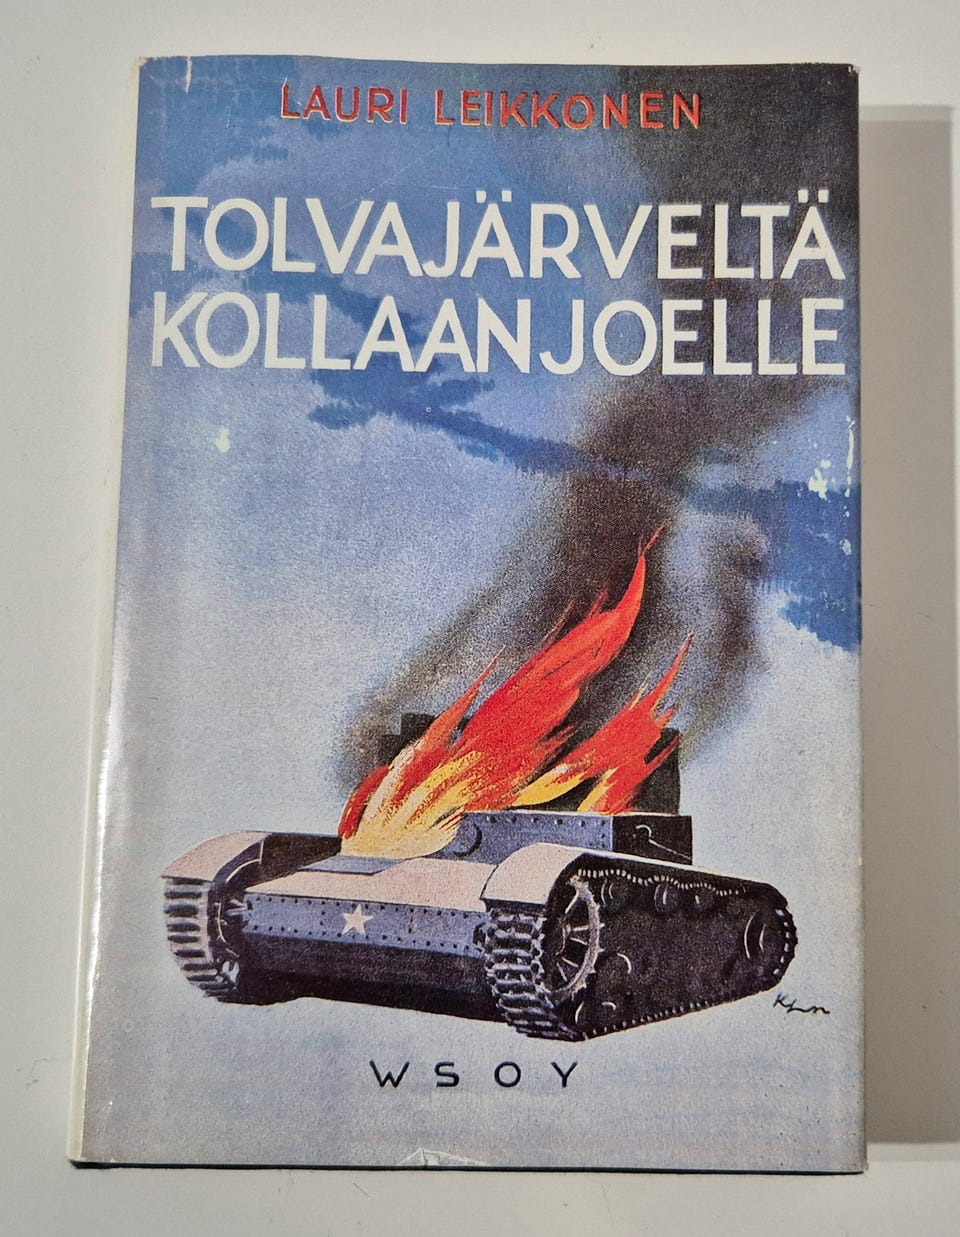 LAURI LEIKKONEN
TOLVAJÄRVELTÄ
KOLLAANJOELLE
WSOY